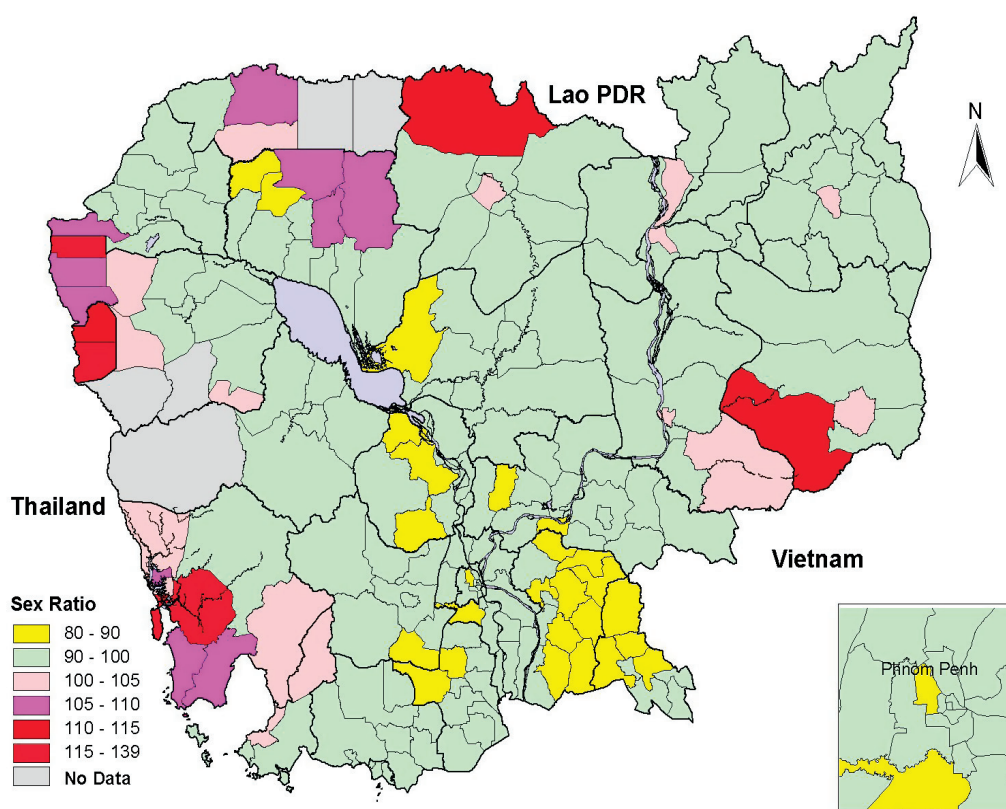 Lao PDR
N
Thailand
Vietnam
Sex Ratio
80 - 90
90 - 100
100 - 105
105 - 110
110 - 115
115 - 139
No Data
Phnom Penh